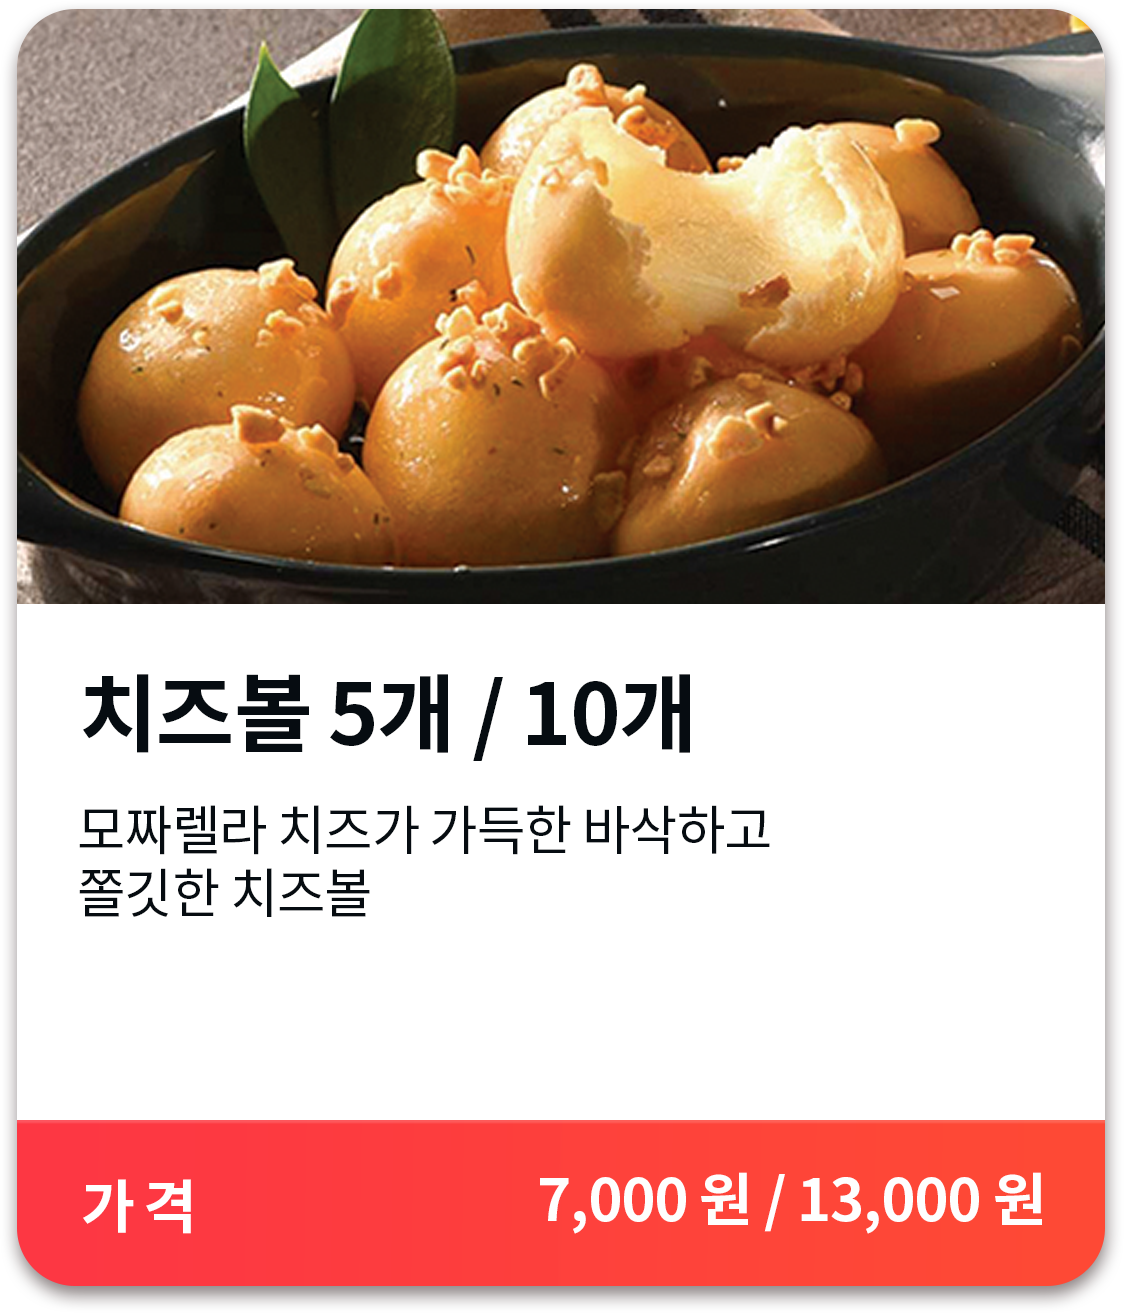 치즈볼 5개 / 10개
모짜렐라 치즈가 가득한 바삭하고
쫄깃한 치즈볼
가 격
7,000 원 / 13,000 원